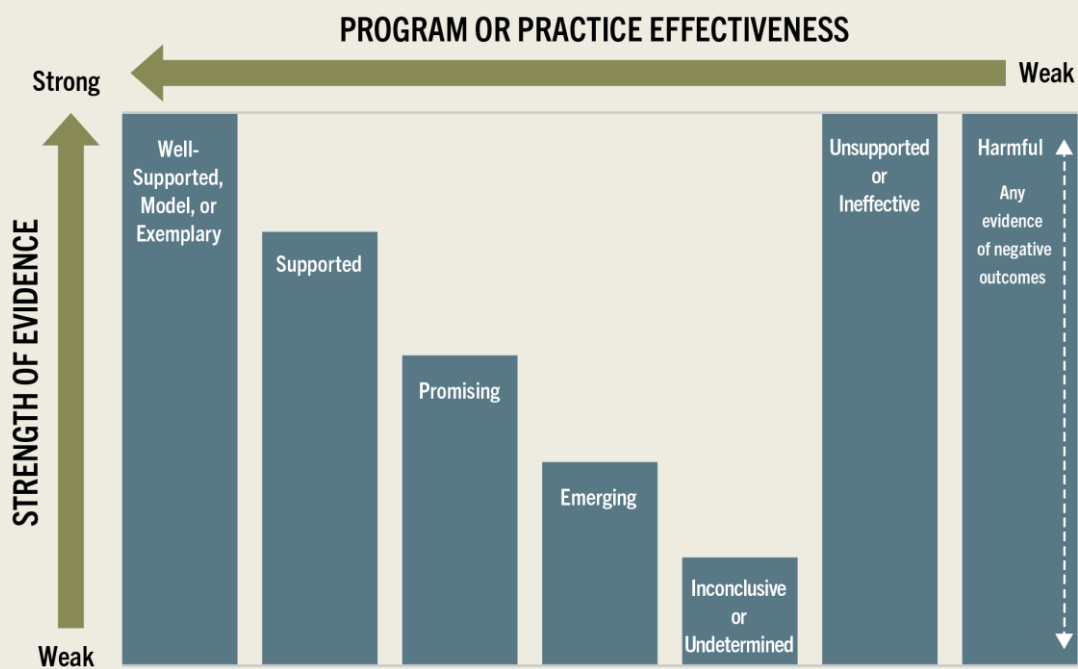 PROGRAM OR PRACTICE EFFECTIVENESS
Strong
Weak
STRENGTH OF EVIDENCE
Weak
Well-
Supported,
Model, or
Exemplary
Supported
Promising
Emerging
Inconclusive
or
Undetermined
Unsupported
or
Ineffective
Harmful
Any
evidence
of negative
outcomes